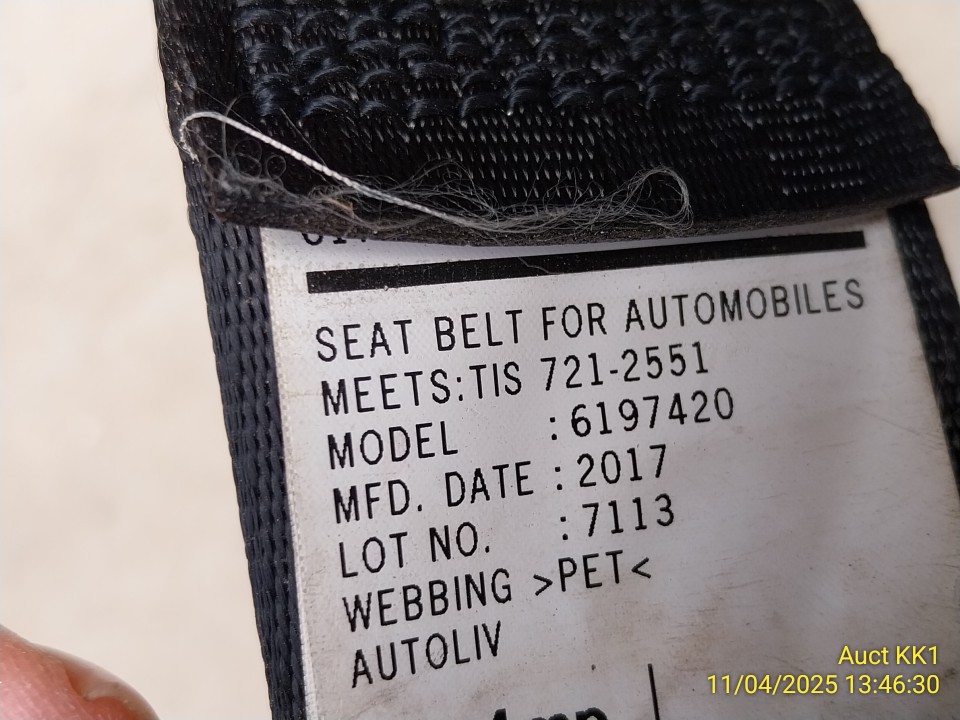 SEAT BELT FOR AUTOMOBILES
MEETS:TIS 721-2551
MODEL :6197420
MFD. DATE : 2017
LOT NO. :7113
WEBBING >PET<
AUTOLIV
Auct KK1
11/04/2025 13:46:30